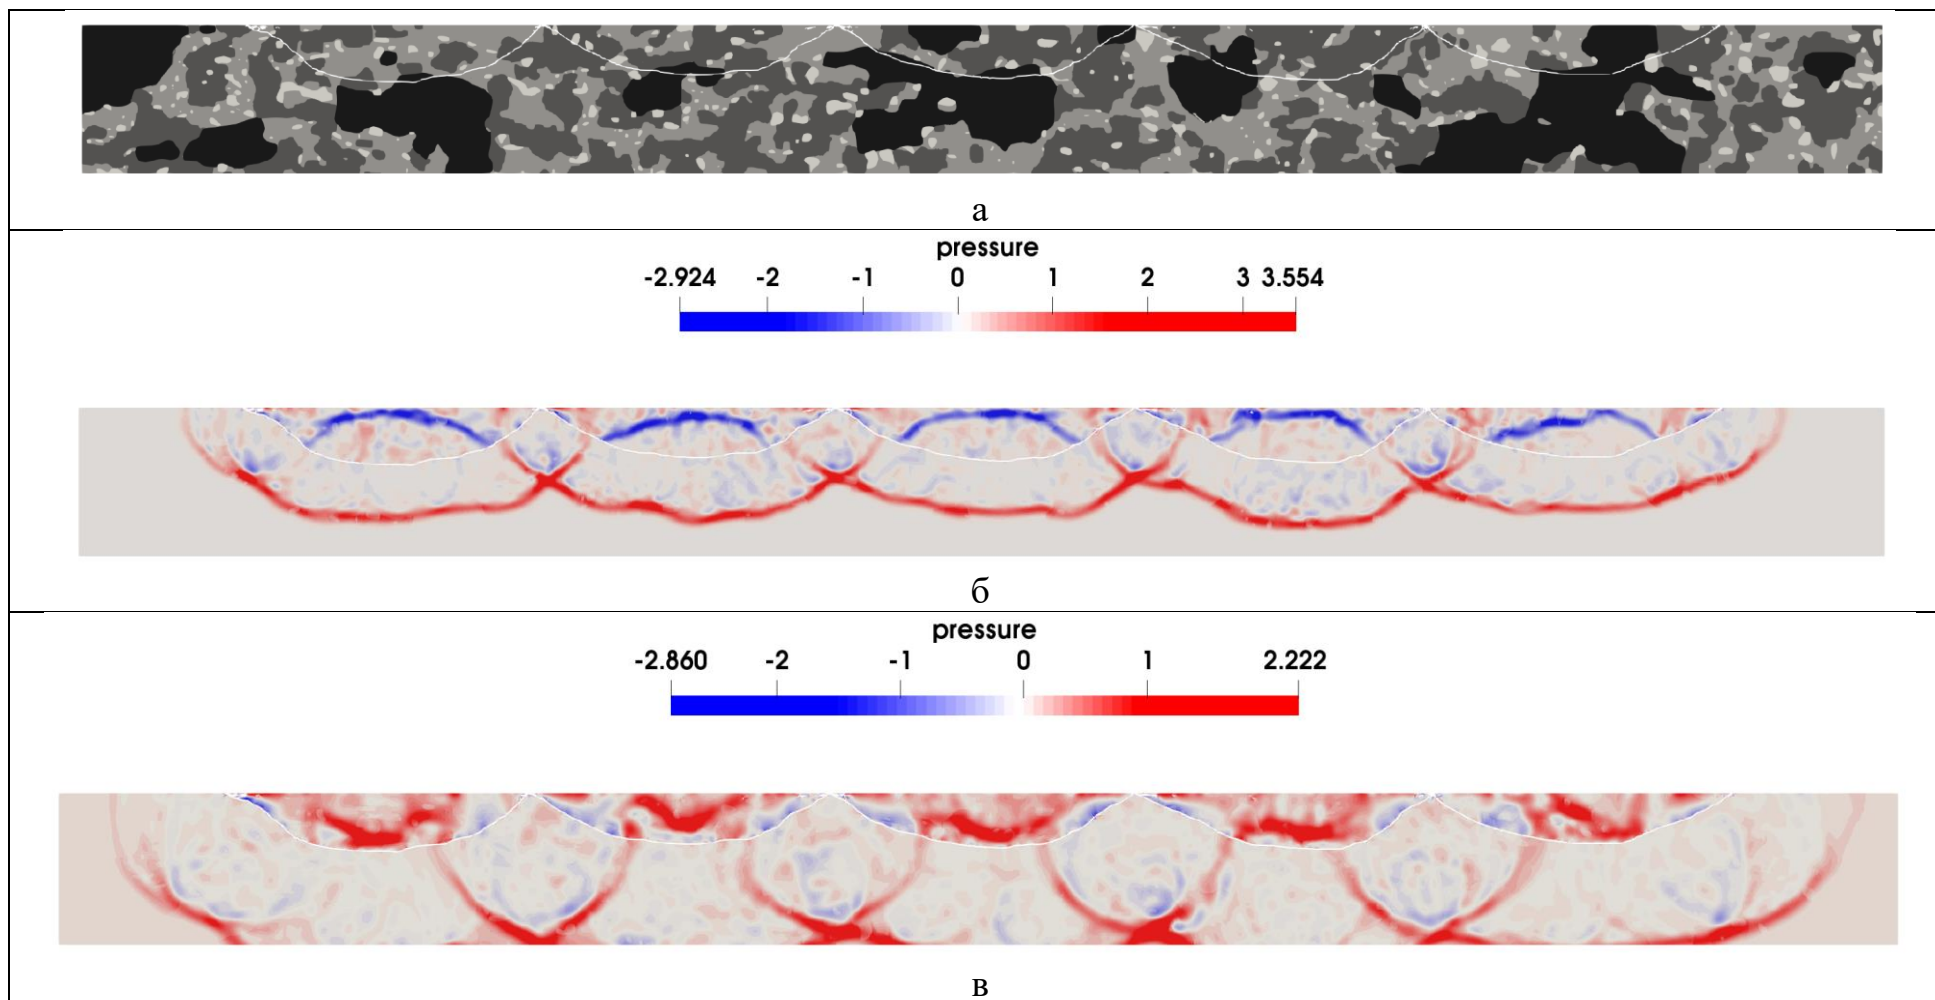 а
pressure
-2.924 -2 -1 0 1 2 3 3.554
б
pressure
-2.860 -2 -1 0 1 2.222
в